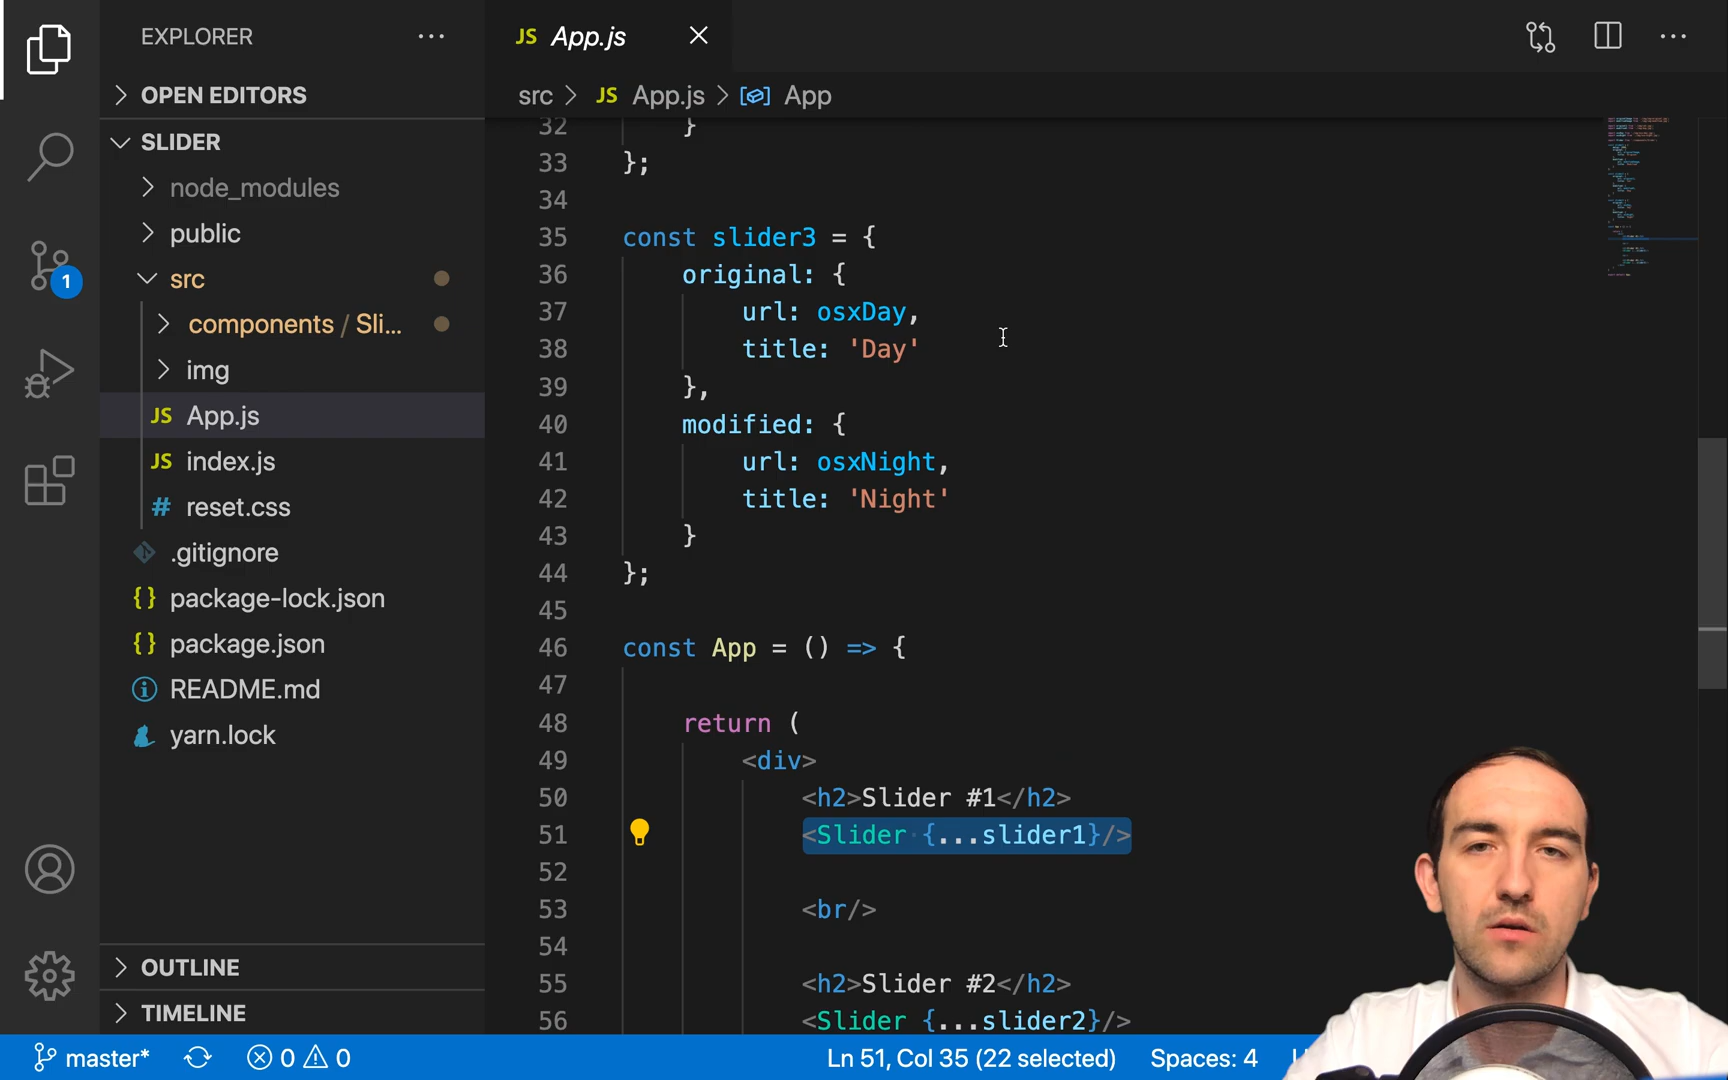 EXPLORER ...
JS App.js
OPEN EDITORS
src > JS App.js > App
SLIDER
node_modules
public
src
components / Sli...
img
JS App.js
JS index.js
# reset.css
.gitignore
{} package-lock.json
{} package.json
README.md
yarn.lock
OUTLINE
TIMELINE
1
32 }
33 };
34
35 const slider3 = {
36 original: {
37 url: osxDay,
38 title: 'Day'
39 },
40 modified: {
41 url: osxNight,
42 title: 'Night'
43 }
44 };
45
46 const App = () => {
47
48 return (
49 <div>
50 <h2>Slider #1</h2>
51 <Slider {...slider1}/>
52
53 <br/>
54
55 <h2>Slider #2</h2>
56 <Slider {...slider2}/>
master* 0 0 Ln 51, Col 35 (22 selected) Spaces: 4